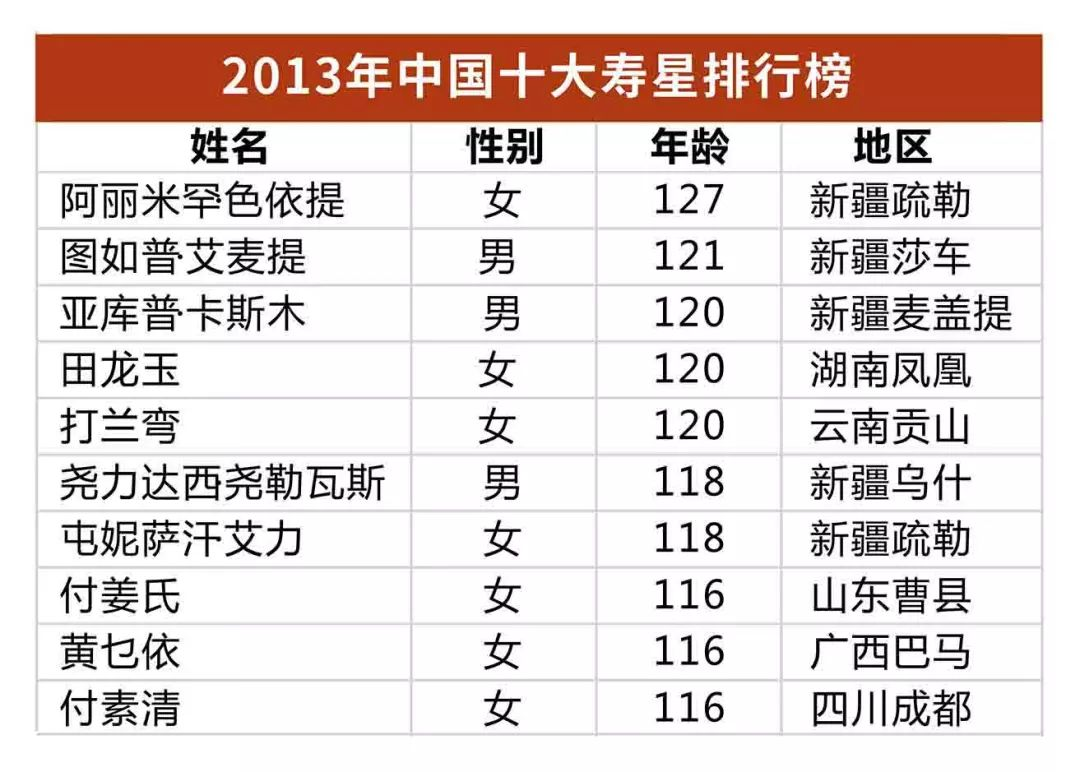 2013年中国十大寿星排行榜
姓名 性别 年龄 地区
阿丽米罕色依提 女 127 新疆疏勒
图如普艾麦提 男 121 新疆莎车
亚库普卡斯木 男 120 新疆麦盖提
田龙玉 女 120 湖南凤凰
打兰弯 女 120 云南贡山
尧力达西尧勒瓦斯 男 118 新疆乌什
屯妮萨汗艾力 女 118 新疆疏勒
付姜氏 女 116 山东曹县
黄乜依 女 116 广西巴马
付素清 女 116 四川成都